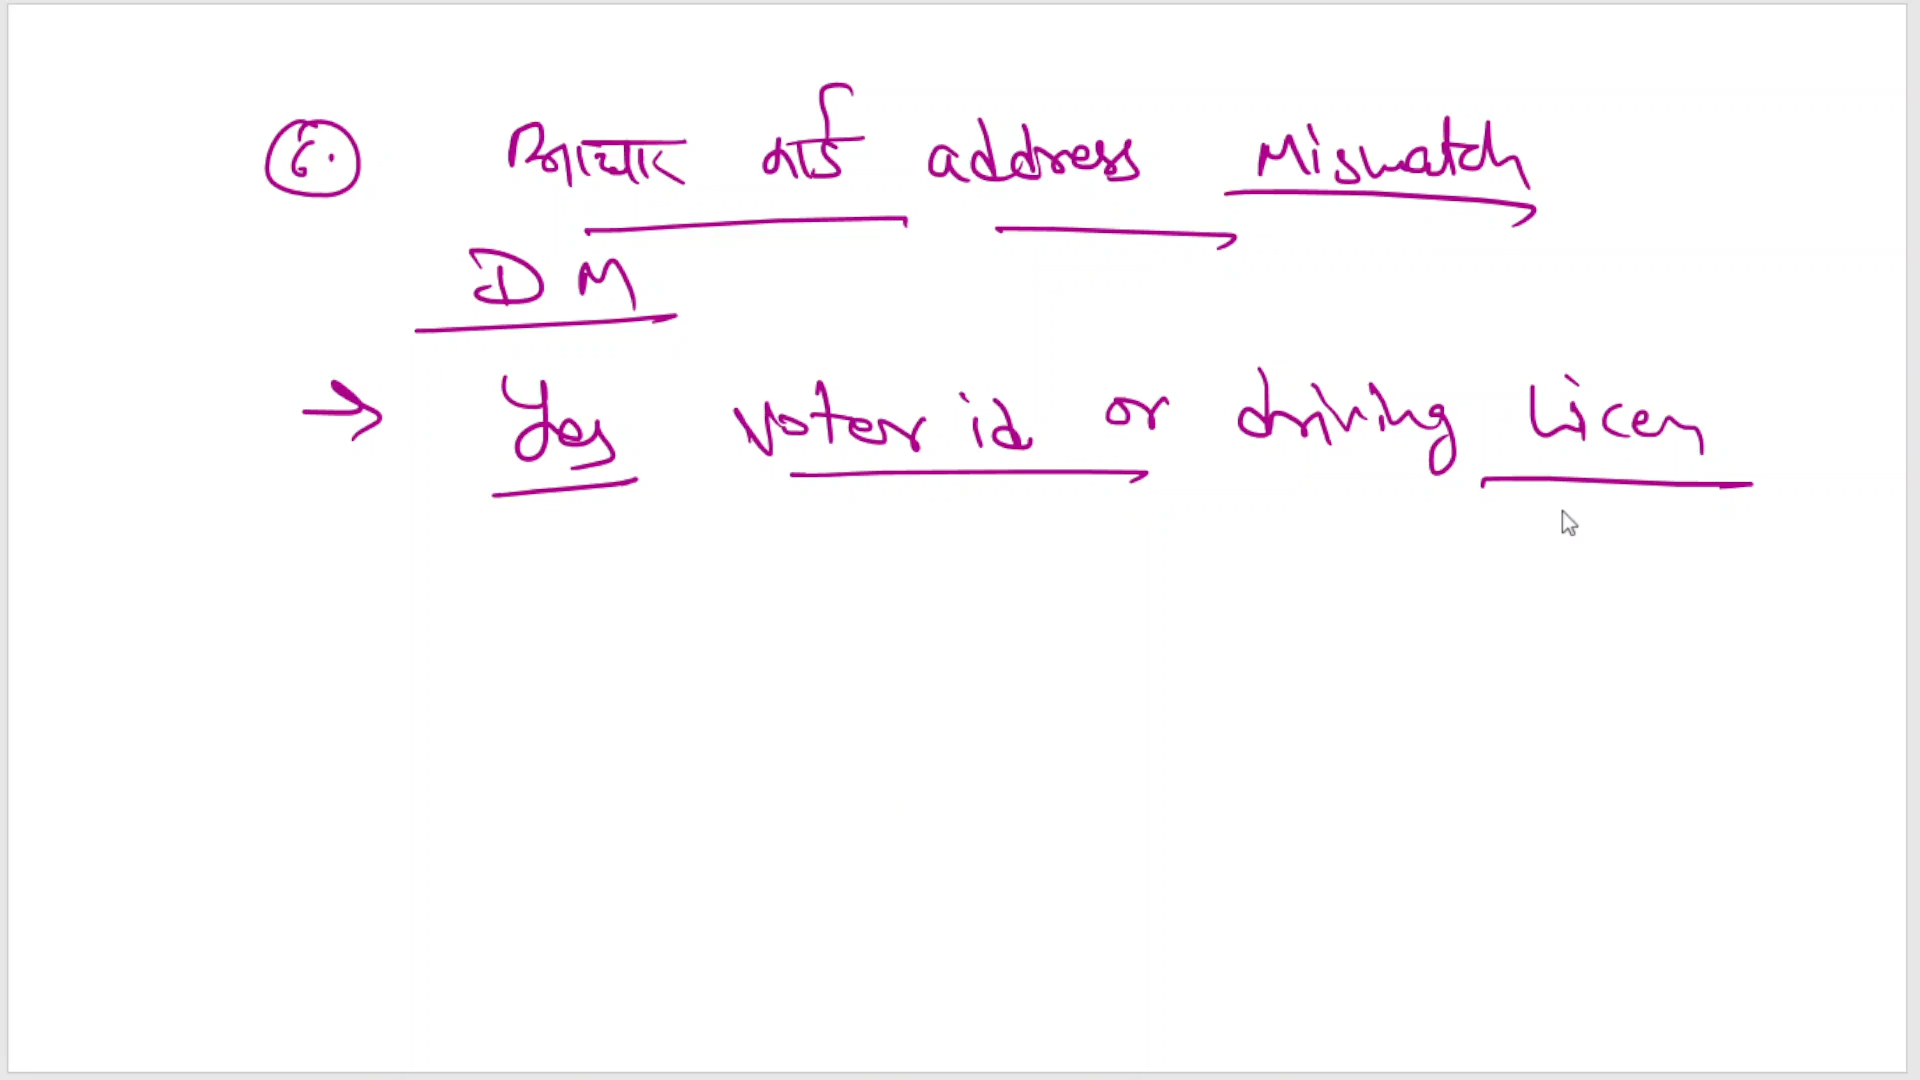 6. आधार कार्ड address Mismatch
DM
→ Yes voter id or driving Licen